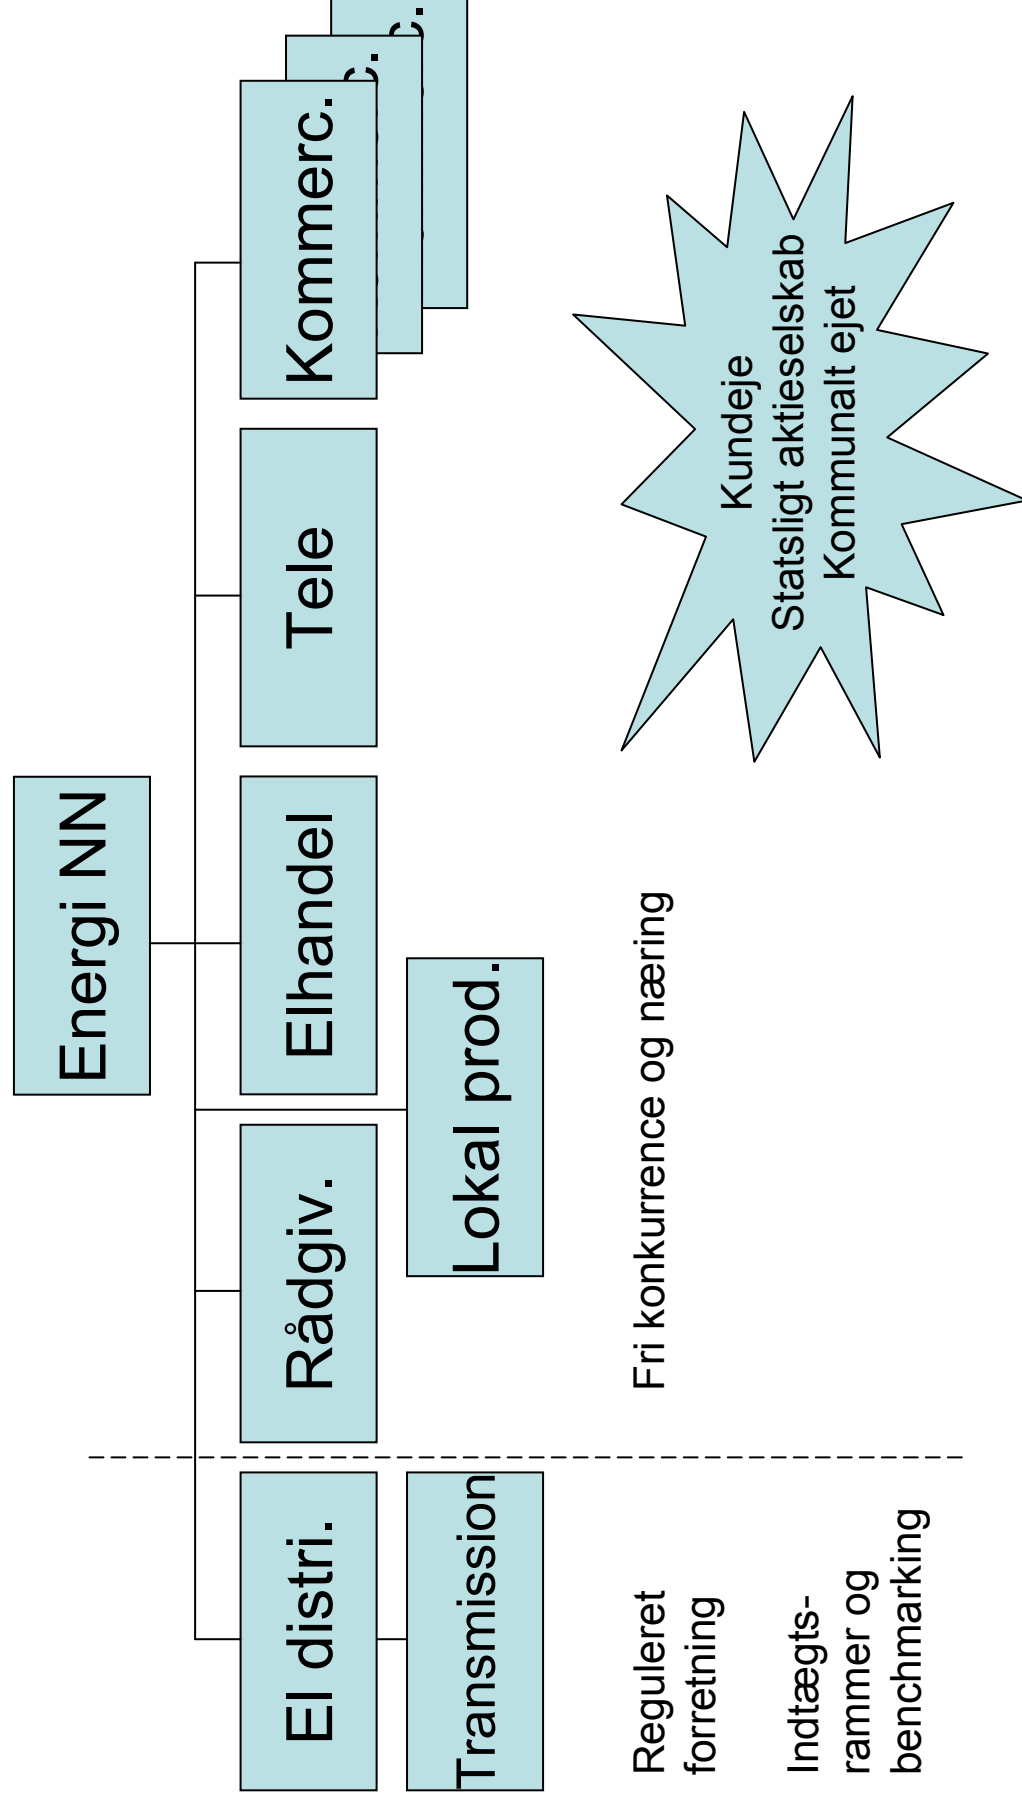 Energi NN
El distri.
Rådgiv.
Elhandel
Tele
Kommerc.
c.
c.
Transmission
Lokal prod.
Reguleret
forretning
Indtægts-
rammer og
benchmarking
Fri konkurrence og næring
Kundeje
Statsligt aktieselskab
Kommunalt ejet